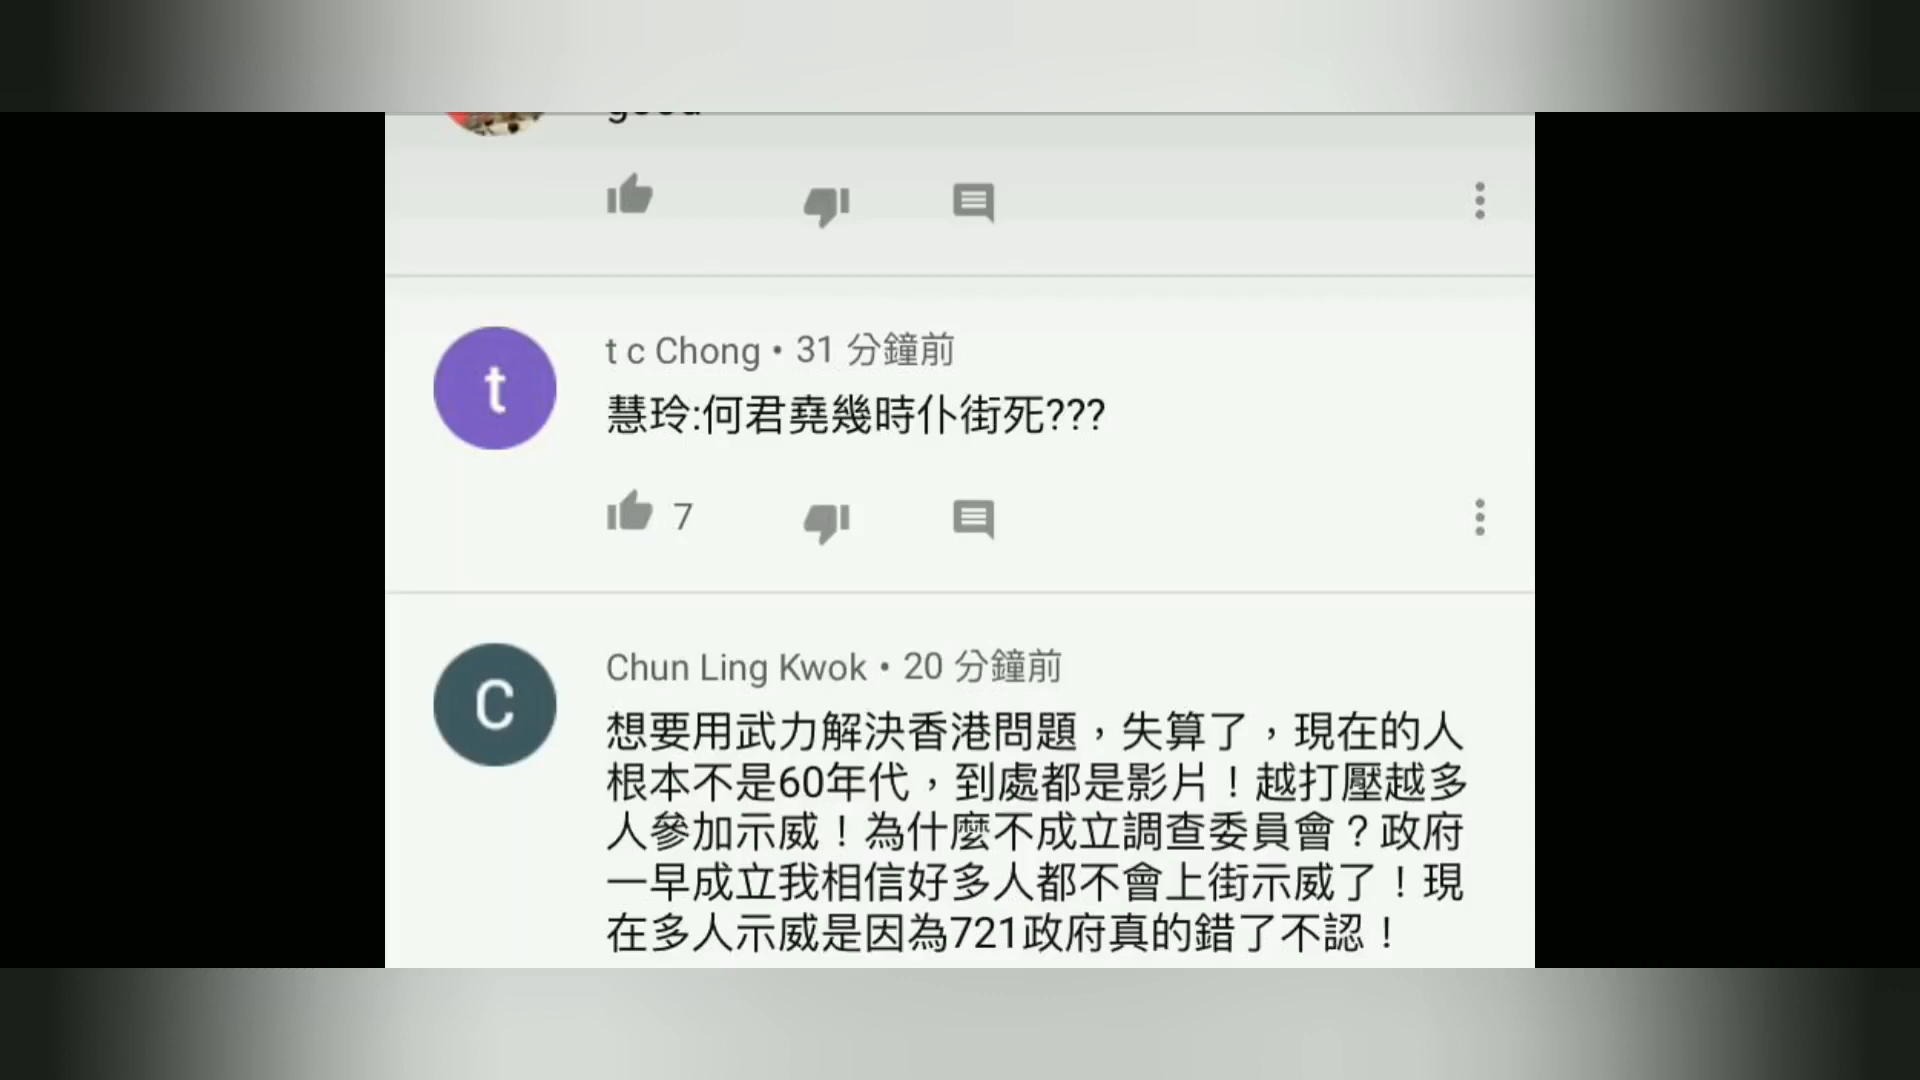 good
t c Chong • 31 分鐘前
慧玲:何君堯幾時仆街死???
7
Chun Ling Kwok • 20 分鐘前
想要用武力解決香港問題，失算了，現在的人
根本不是60年代，到處都是影片！越打壓越多
人參加示威！為什麼不成立調查委員會？政府
一早成立我相信好多人都不會上街示威了！現
在多人示威是因為721政府真的錯了不認！
t
C